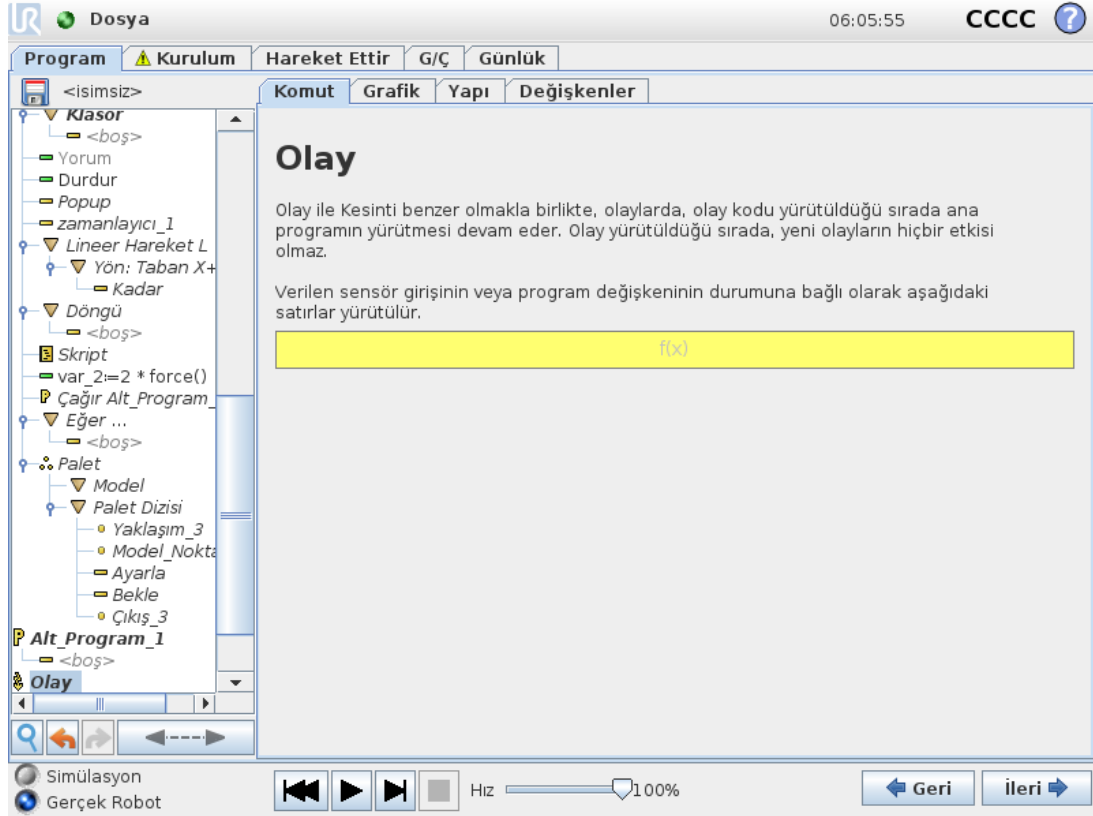 UR Dosya 06:05:55 CCCC ?
Program Kurulum Hareket Ettir G/Ç Günlük
<isimsiz> Komut Grafik Yapı Değişkenler
Klasör
<boş>
Yorum
Durdur
Popup
zamanlayıcı_1
Lineer Hareket L
Yön: Taban X+
Kadar
Döngü
<boş>
Skript
var_2≔2 * force()
P Çağır Alt_Program_
Eğer ...
<boş>
Palet
Model
Palet Dizisi
Yaklaşım_3
Model_Nokta
Ayarla
Bekle
Çıkış_3
P Alt_Program_1
<boş>
Olay
Olay
Olay ile Kesinti benzer olmakla birlikte, olaylarda, olay kodu yürütüldüğü sırada ana
programın yürütmesi devam eder. Olay yürütüldüğü sırada, yeni olayların hiçbir etkisi
olmaz.
Verilen sensör girişinin veya program değişkeninin durumuna bağlı olarak aşağıdaki
satırlar yürütülür.
f(x)
Simülasyon
Gerçek Robot
Hız 100%
Geri İleri